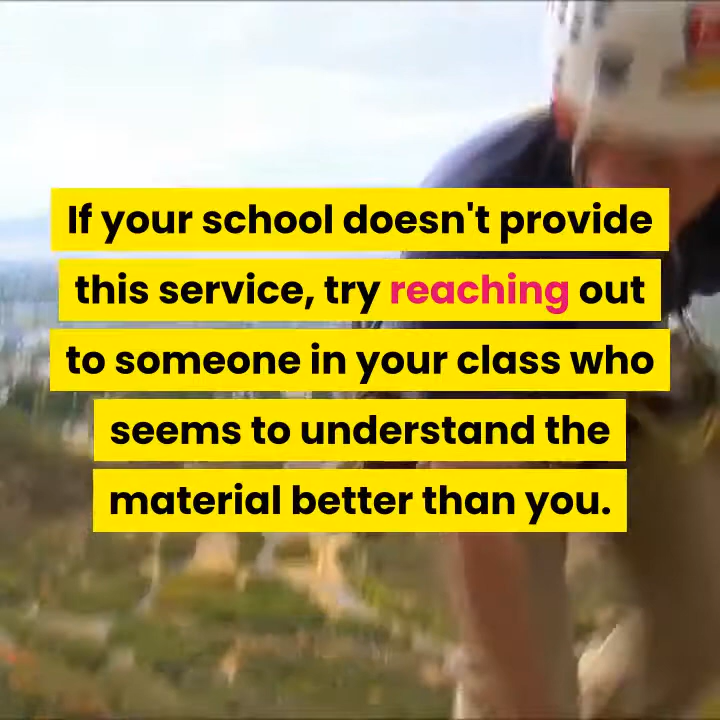 If your school doesn't provide
this service, try reaching out
to someone in your class who
seems to understand the
material better than you.